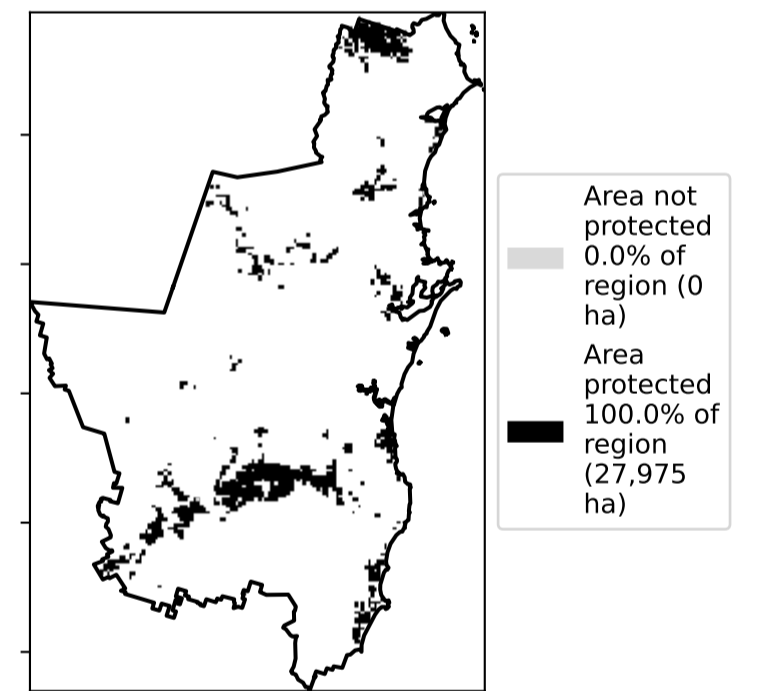 Area not
protected
0.0% of
region (0
ha)
Area
protected
100.0% of
region
(27,975
ha)